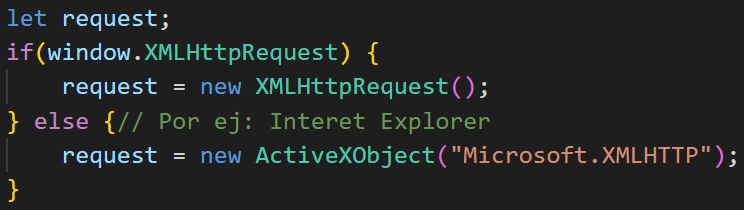 let request;
if(window.XMLHttpRequest) {
    request = new XMLHttpRequest();
} else {// Por ej: Interet Explorer
    request = new ActiveXObject("Microsoft.XMLHTTP");
}